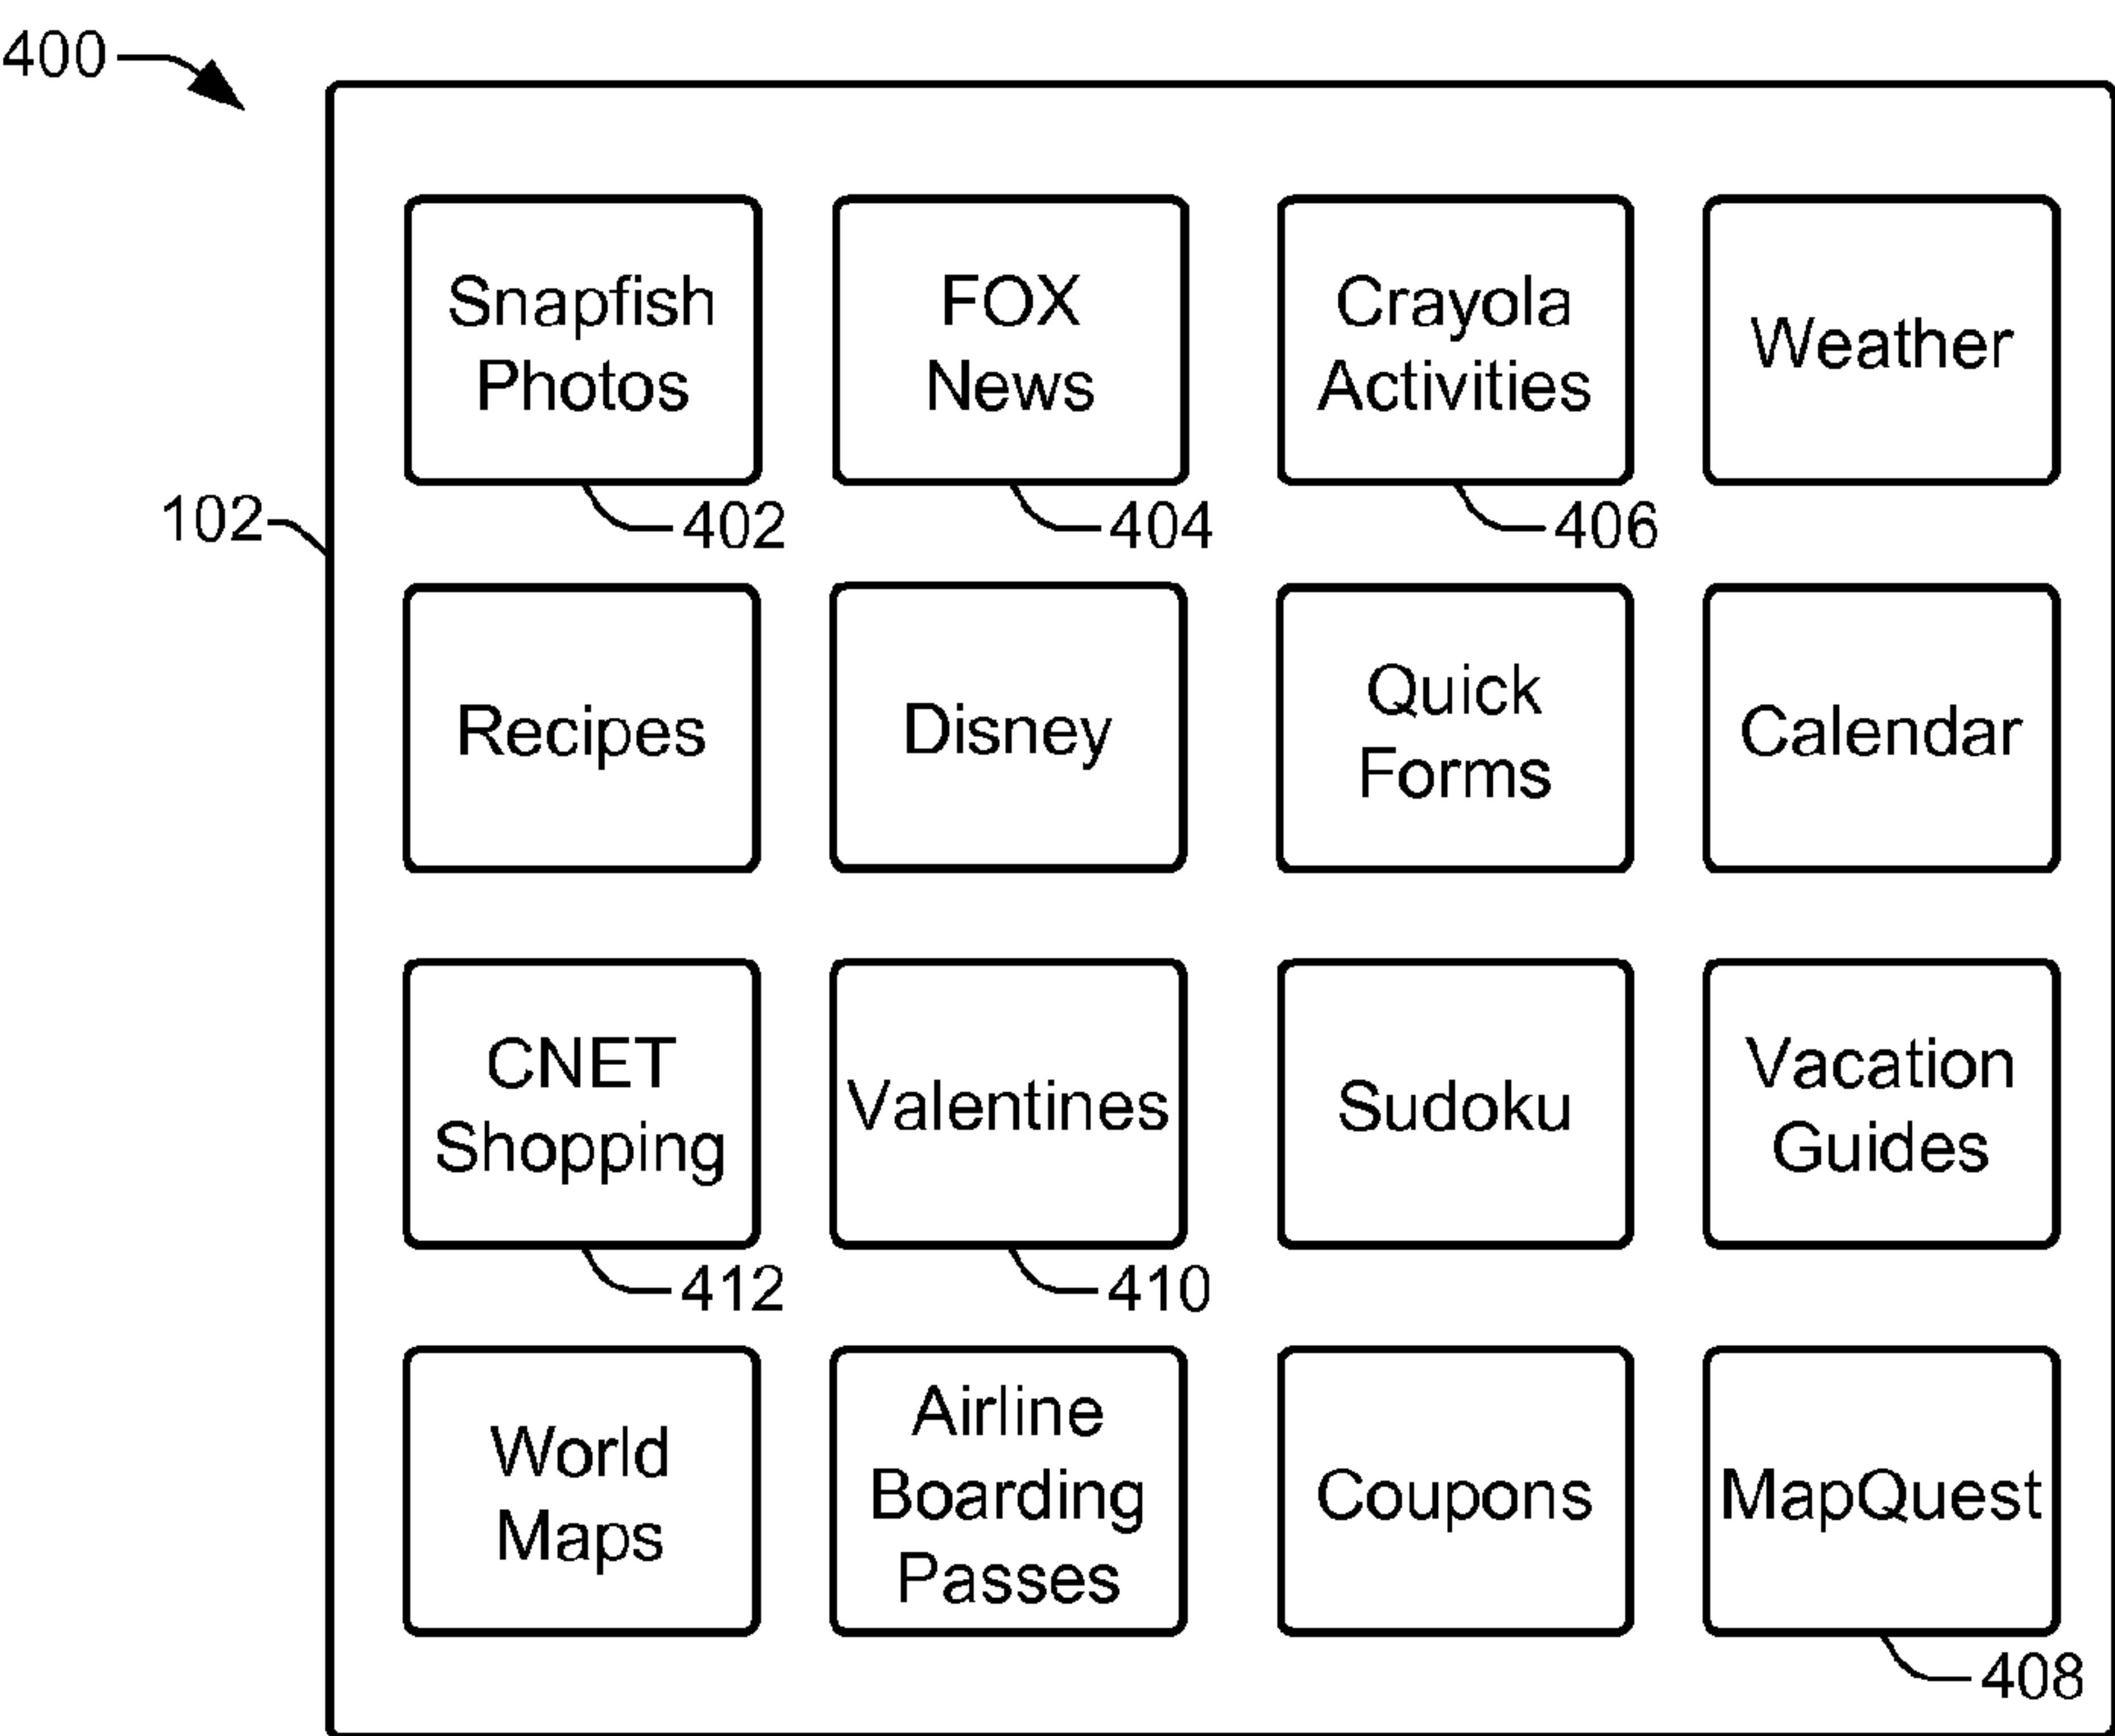 400
Snapfish
Photos
FOX
News
Crayola
Activities
Weather
102
402
404
406
Recipes
Disney
Quick
Forms
Calendar
CNET
Shopping
Valentines
Sudoku
Vacation
Guides
412
410
World
Maps
Airline
Boarding
Passes
Coupons
MapQuest
408